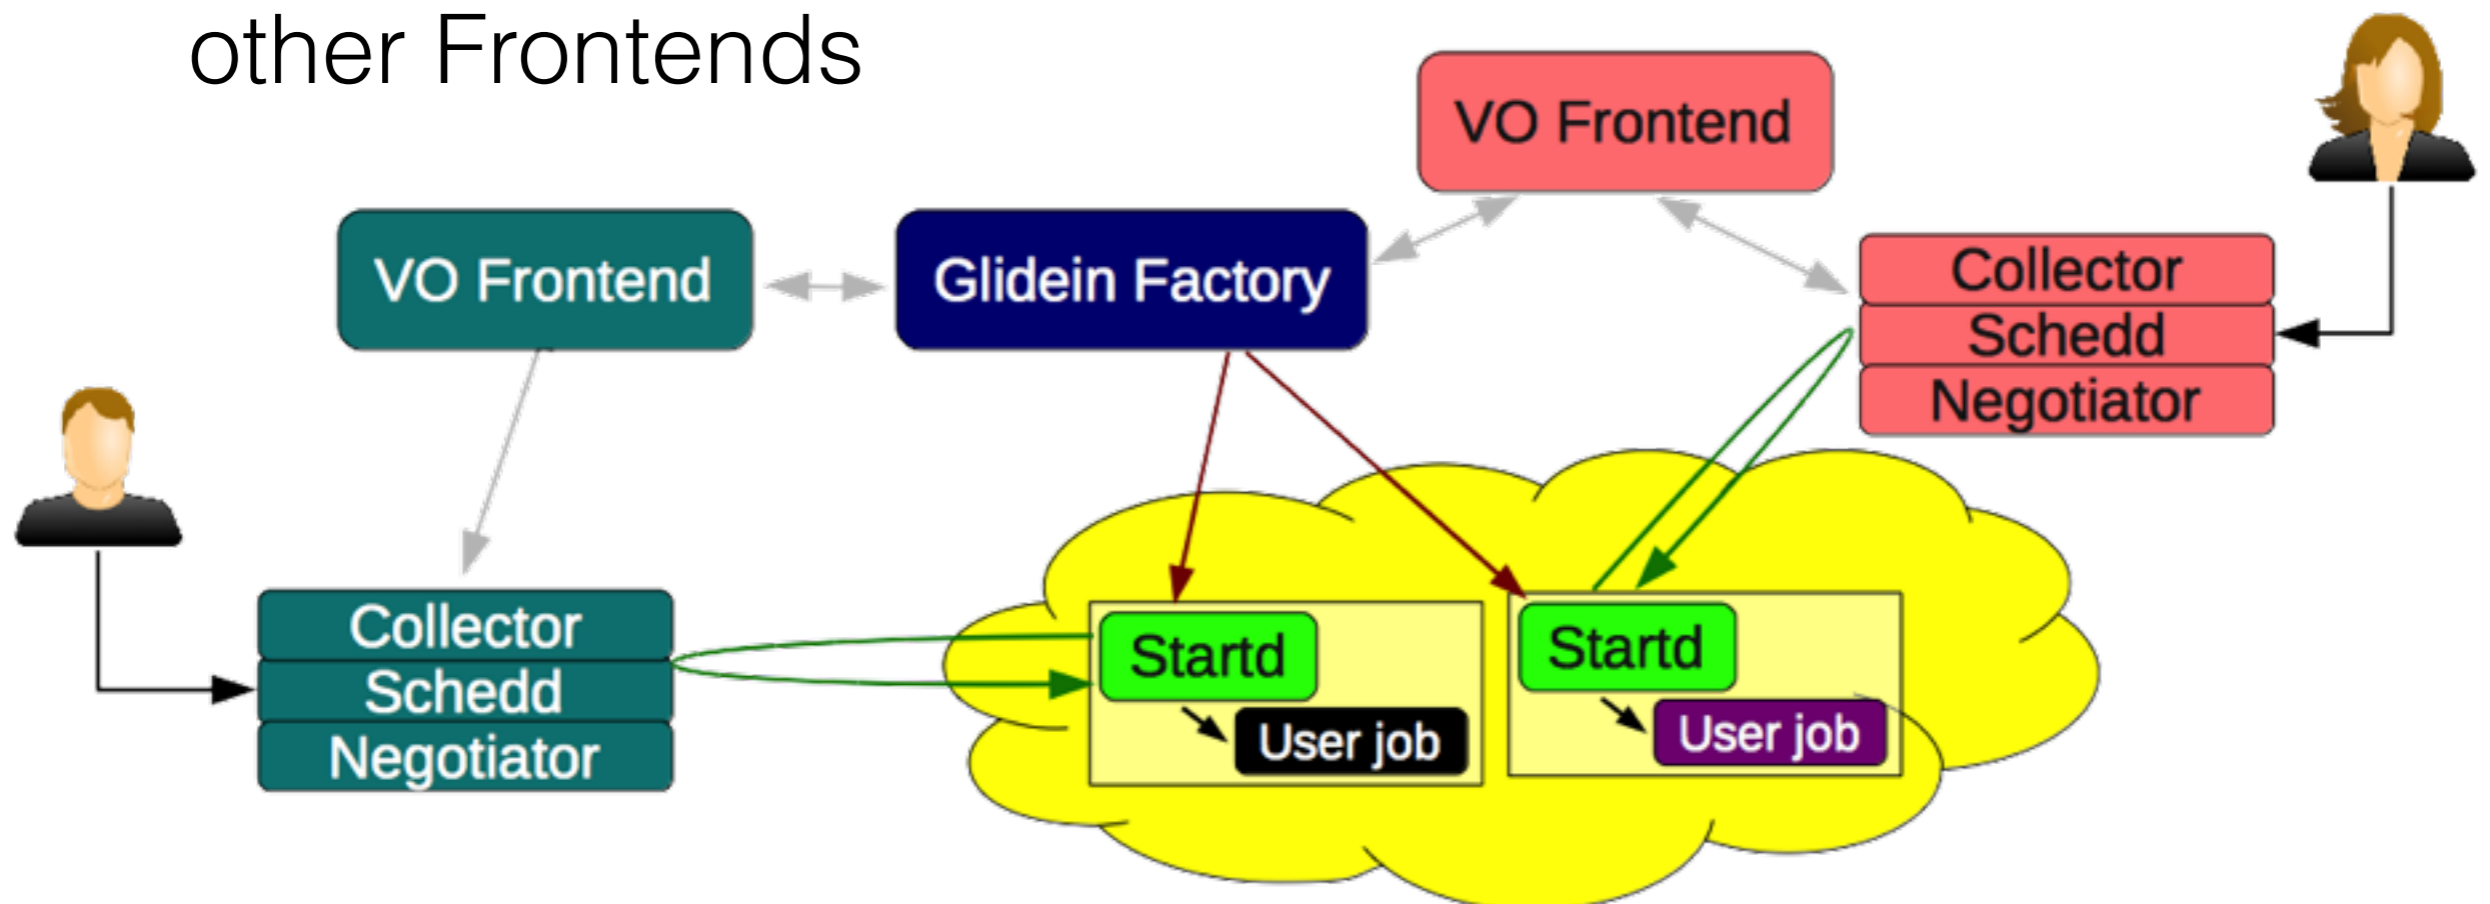 other Frontends
VO Frontend
VO Frontend
Glidein Factory
Collector
Schedd
Negotiator
Collector
Schedd
Negotiator
Startd
User job
Startd
User job